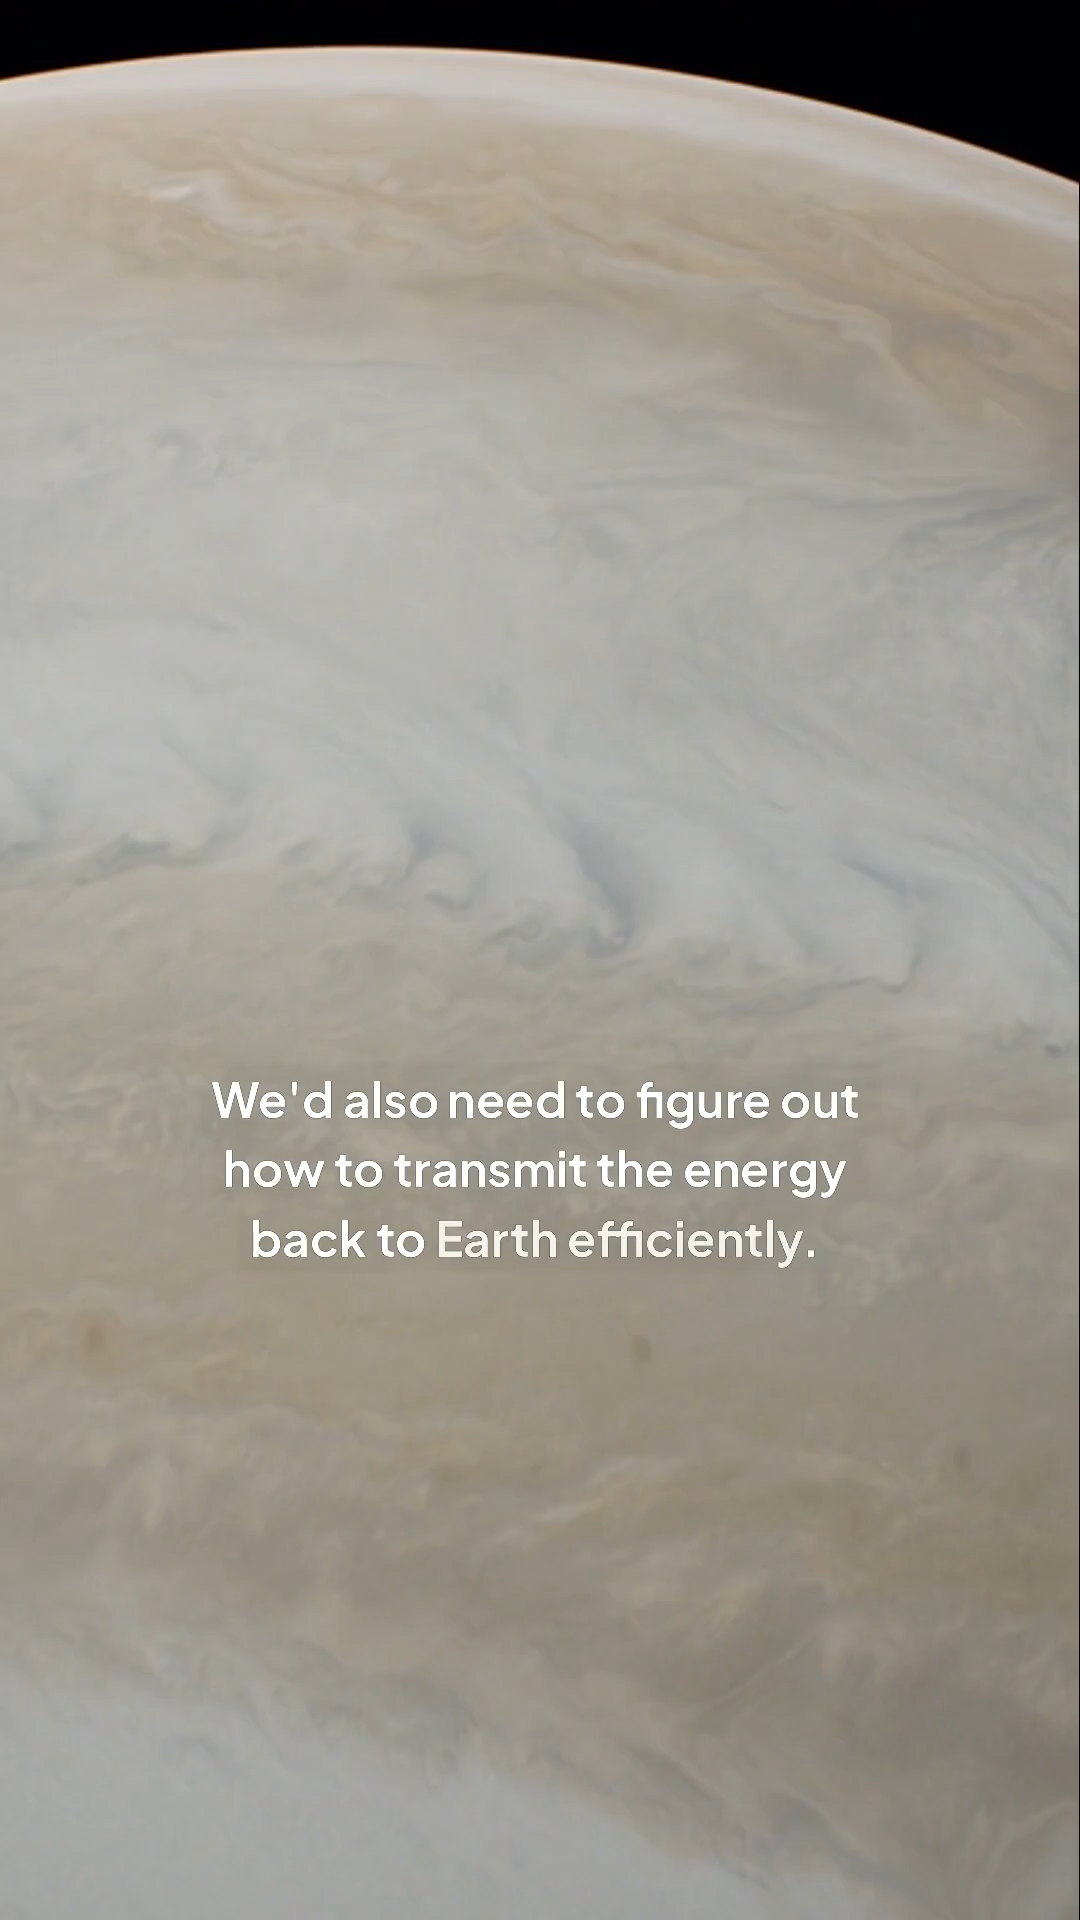 We'd also need to figure out
how to transmit the energy
back to Earth efficiently.